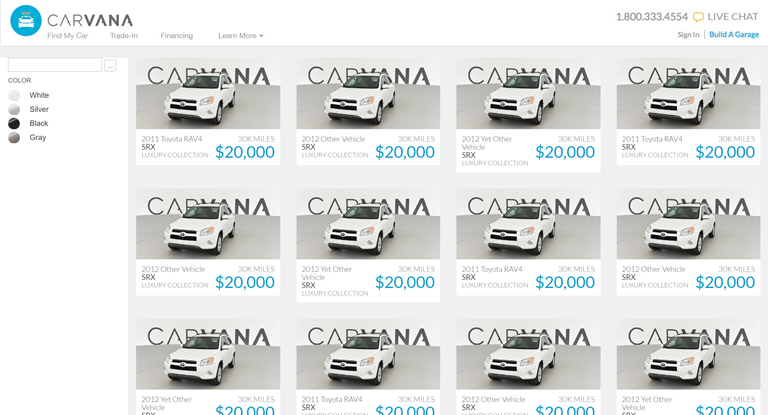 CARVANA
1.800.333.4554 LIVE CHAT
Find My Car Trade-In Financing Learn More
Sign In Build A Garage
...
COLOR
White
Silver
Black
Gray
CARVANA
2011 Toyota RAV4 30K MILES
SRX
LUXURY COLLECTION $20,000
CARVANA
2012 Other Vehicle 30K MILES
SRX
LUXURY COLLECTION $20,000
CARVANA
2012 Yet Other 30K MILES
Vehicle
SRX
LUXURY COLLECTION $20,000
CARVANA
2011 Toyota RAV4 30K MILES
SRX
LUXURY COLLECTION $20,000
CARVANA
2012 Other Vehicle 30K MILES
SRX
LUXURY COLLECTION $20,000
CARVANA
2012 Yet Other 30K MILES
Vehicle
SRX
LUXURY COLLECTION $20,000
CARVANA
2011 Toyota RAV4 30K MILES
SRX
LUXURY COLLECTION $20,000
CARVANA
2012 Other Vehicle 30K MILES
SRX
LUXURY COLLECTION $20,000
CARVANA
2012 Yet Other 30K MILES
Vehicle
$20,000
CARVANA
2011 Toyota RAV4 30K MILES
SRX
$20,000
CARVANA
2012 Other Vehicle 30K MILES
SRX
$20,000
CARVANA
2012 Yet Other 30K MILES
Vehicle
$20,000